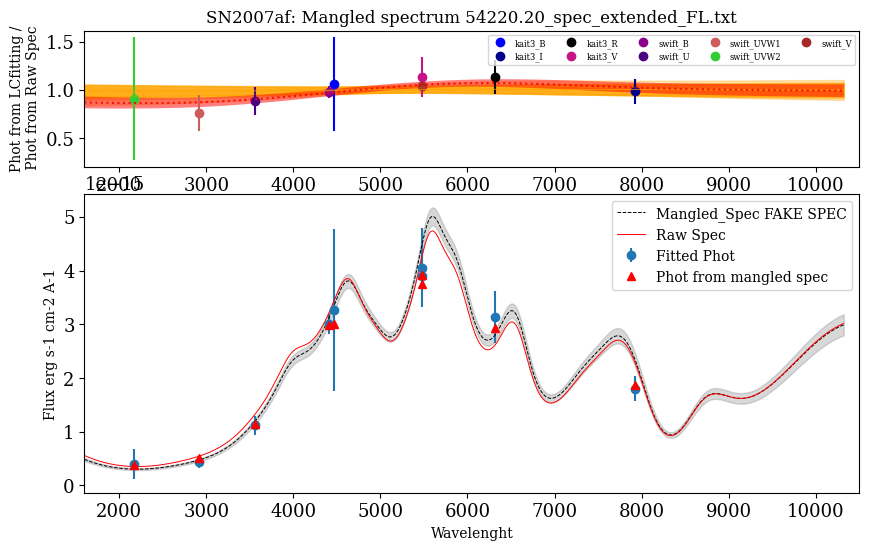 SN2007af: Mangled spectrum 54220.20_spec_extended_FL.txt
Phot from LCfitting /
Phot from Raw Spec
1.5
1.0
0.5
kait3_B
kait3_I
kait3_R
kait3_V
swift_B
swift_U
swift_UVW1
swift_UVW2
swift_V
2000 3000 4000 5000 6000 7000 8000 9000 10000
1e−15
Flux erg s-1 cm-2 A-1
5
4
3
2
1
0
Mangled_Spec FAKE SPEC
Raw Spec
Fitted Phot
Phot from mangled spec
2000 3000 4000 5000 6000 7000 8000 9000 10000
Wavelenght